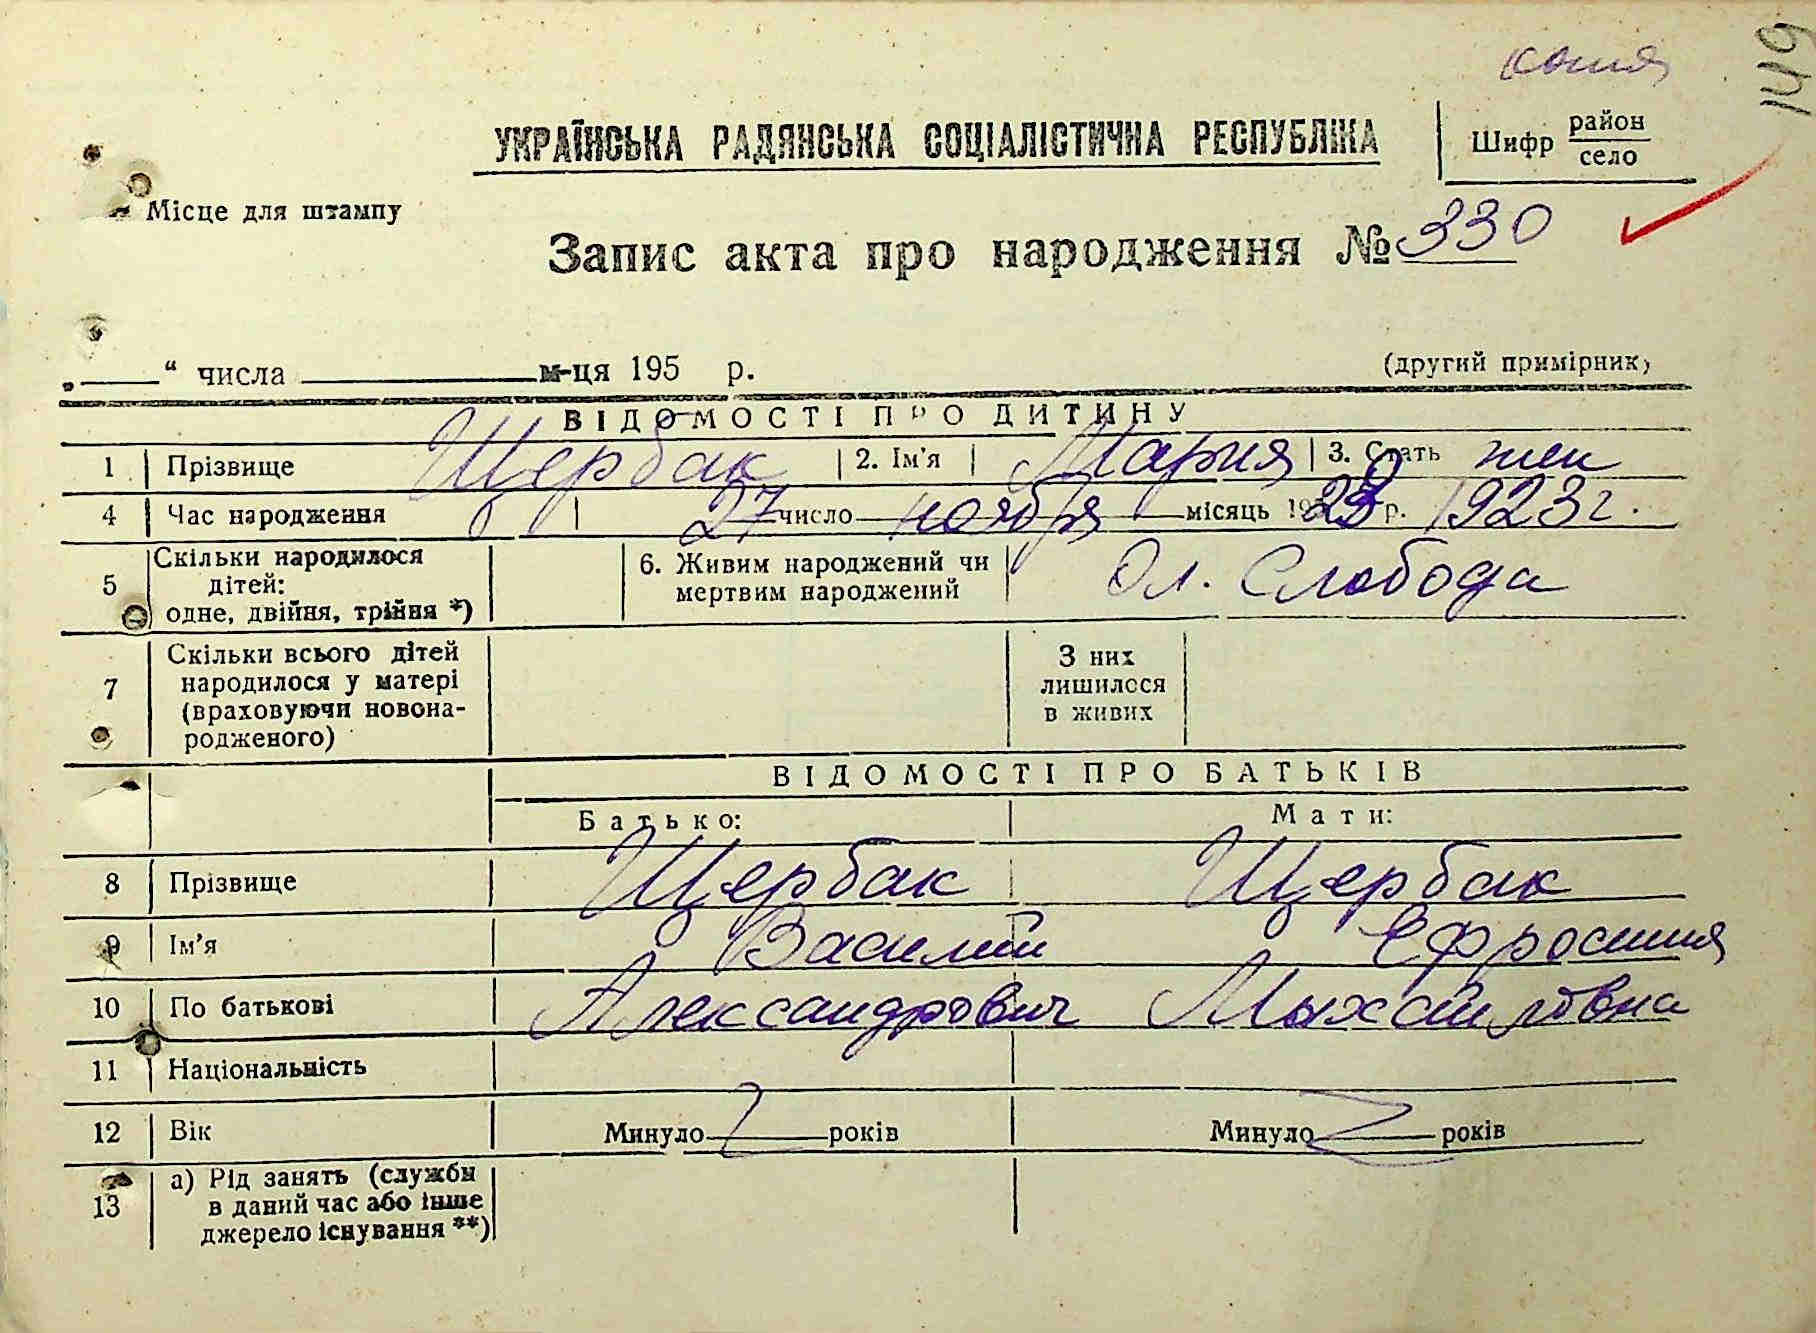 копия
149
УКРАЇНСЬКА РАДЯНСЬКА СОЦІАЛІСТИЧНА РЕСПУБЛІКА
Шифр район
село
Місце для штампу
Запис акта про народження № 330
„ “ числа м-ця 195 р.
(другий примірник)
ВІДОМОСТІ ПРО ДИТИНУ
1 Прізвище Щербак 2. Ім'я Мария 3. Стать жен
4 Час народження 27 число ноября місяць 1923 р. 1923 г.
5 Скільки народилося дітей: одне, двійня, трійня *) 6. Живим народжений чи мертвим народжений Ол. Слобода
7 Скільки всього дітей народилося у матері (враховуючи новонародженого) З них лишилося в живих
ВІДОМОСТІ ПРО БАТЬКІВ
Батько: Мати:
8 Прізвище Щербак Щербак
9 Ім'я Василий Ефросиния
10 По батькові Александрович Мыхайловна
11 Національність
12 Вік Минуло років Минуло років
13 а) Рід занять (служби в даний час або інше джерело існування **)